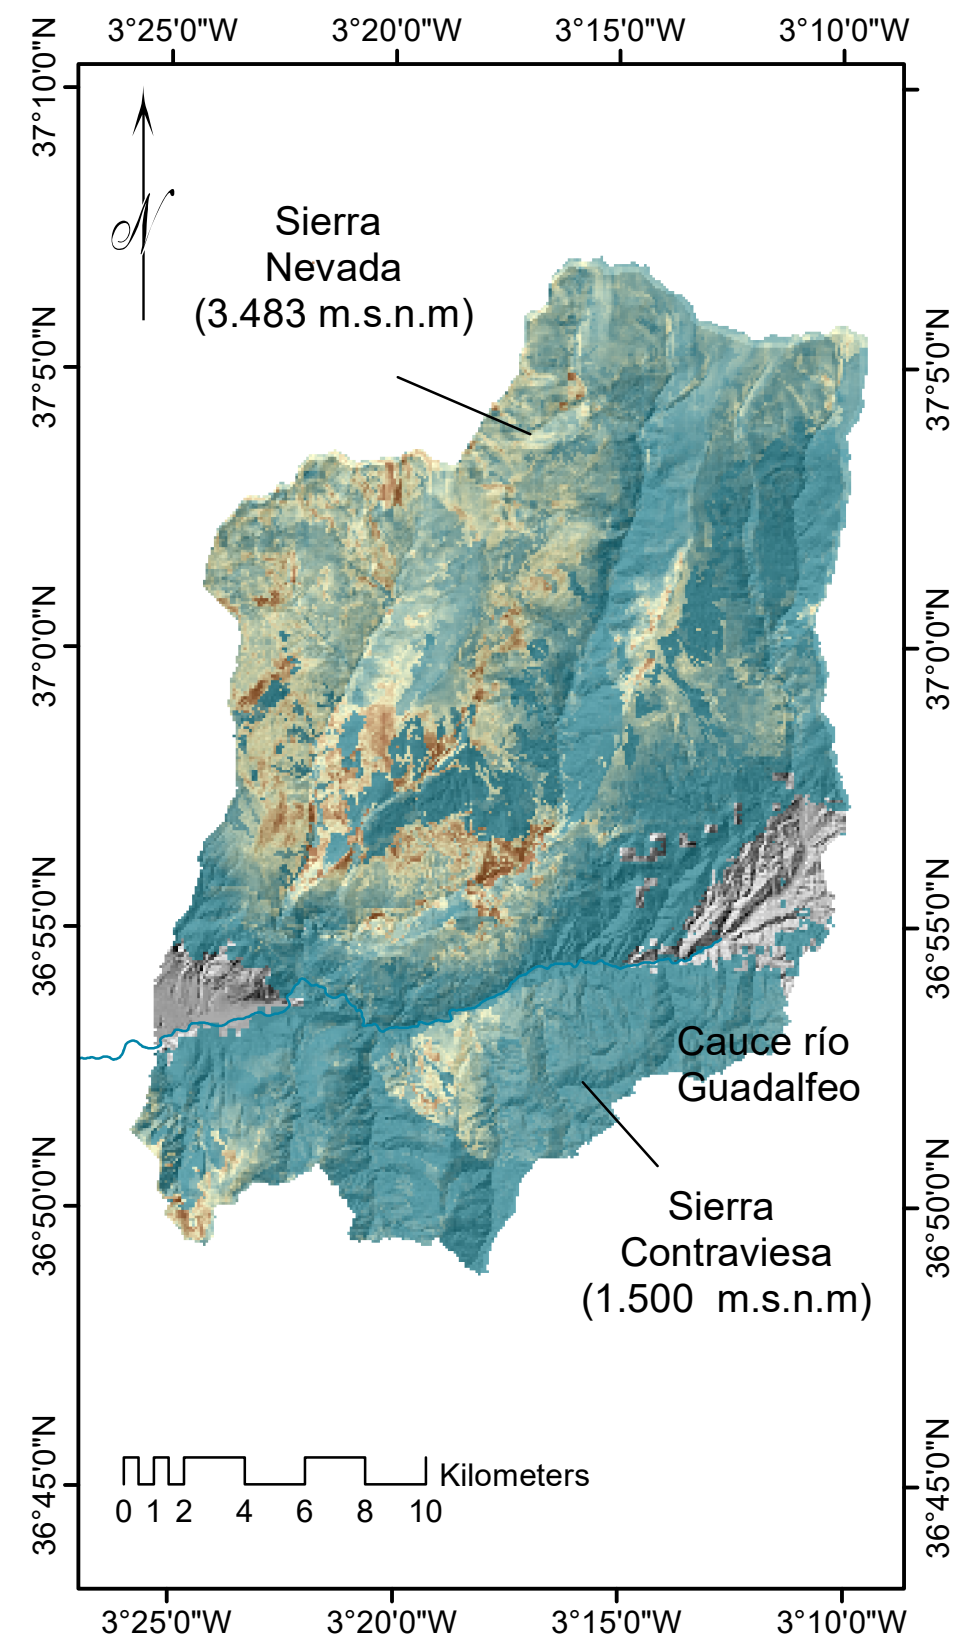 3°25'0"W 3°20'0"W 3°15'0"W 3°10'0"W
37°10'0"N
N
Sierra
Nevada
(3.483 m.s.n.m)
37°5'0"N 37°5'0"N
37°0'0"N 37°0'0"N
36°55'0"N 36°55'0"N
Cauce río
Guadalfeo
36°50'0"N 36°50'0"N
Sierra
Contraviesa
(1.500 m.s.n.m)
36°45'0"N 36°45'0"N
Kilometers
0 1 2 4 6 8 10
3°25'0"W 3°20'0"W 3°15'0"W 3°10'0"W